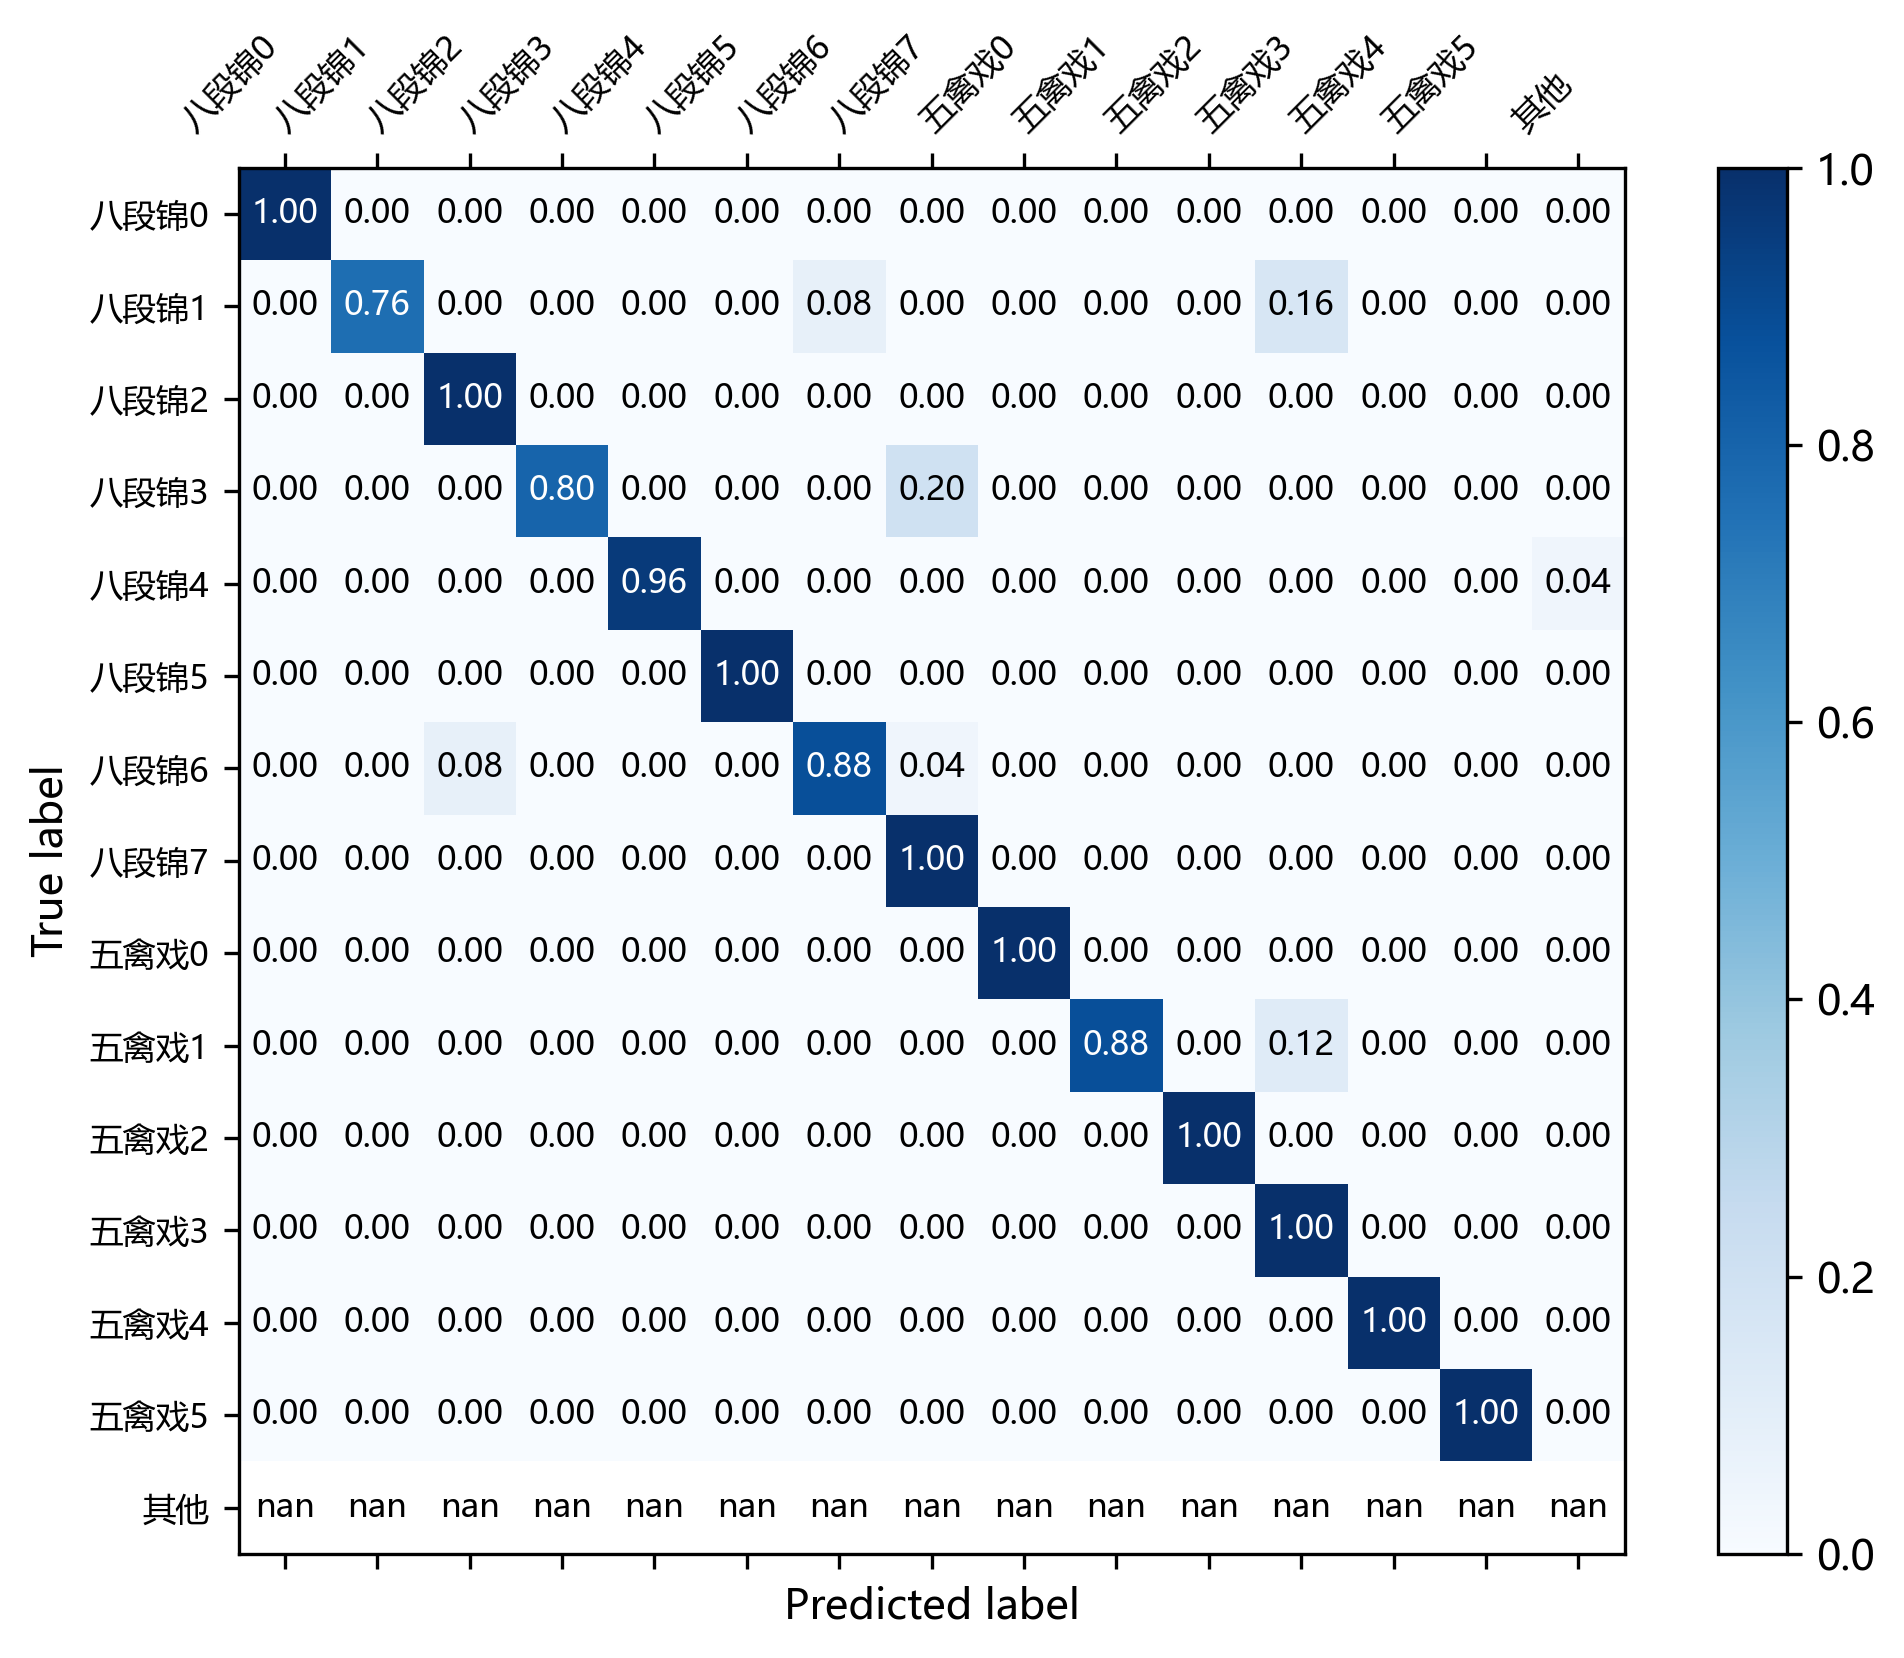 八段锦0 八段锦1 八段锦2 八段锦3 八段锦4 八段锦5 八段锦6 八段锦7 五禽戏0 五禽戏1 五禽戏2 五禽戏3 五禽戏4 五禽戏5 其他
八段锦0 1.00 0.00 0.00 0.00 0.00 0.00 0.00 0.00 0.00 0.00 0.00 0.00 0.00 0.00 0.00
八段锦1 0.00 0.76 0.00 0.00 0.00 0.00 0.08 0.00 0.00 0.00 0.00 0.16 0.00 0.00 0.00
八段锦2 0.00 0.00 1.00 0.00 0.00 0.00 0.00 0.00 0.00 0.00 0.00 0.00 0.00 0.00 0.00
八段锦3 0.00 0.00 0.00 0.80 0.00 0.00 0.00 0.20 0.00 0.00 0.00 0.00 0.00 0.00 0.00
八段锦4 0.00 0.00 0.00 0.00 0.96 0.00 0.00 0.00 0.00 0.00 0.00 0.00 0.00 0.00 0.04
八段锦5 0.00 0.00 0.00 0.00 0.00 1.00 0.00 0.00 0.00 0.00 0.00 0.00 0.00 0.00 0.00
八段锦6 0.00 0.00 0.08 0.00 0.00 0.00 0.88 0.04 0.00 0.00 0.00 0.00 0.00 0.00 0.00
八段锦7 0.00 0.00 0.00 0.00 0.00 0.00 0.00 1.00 0.00 0.00 0.00 0.00 0.00 0.00 0.00
五禽戏0 0.00 0.00 0.00 0.00 0.00 0.00 0.00 0.00 1.00 0.00 0.00 0.00 0.00 0.00 0.00
五禽戏1 0.00 0.00 0.00 0.00 0.00 0.00 0.00 0.00 0.00 0.88 0.00 0.12 0.00 0.00 0.00
五禽戏2 0.00 0.00 0.00 0.00 0.00 0.00 0.00 0.00 0.00 0.00 1.00 0.00 0.00 0.00 0.00
五禽戏3 0.00 0.00 0.00 0.00 0.00 0.00 0.00 0.00 0.00 0.00 0.00 1.00 0.00 0.00 0.00
五禽戏4 0.00 0.00 0.00 0.00 0.00 0.00 0.00 0.00 0.00 0.00 0.00 0.00 1.00 0.00 0.00
五禽戏5 0.00 0.00 0.00 0.00 0.00 0.00 0.00 0.00 0.00 0.00 0.00 0.00 0.00 1.00 0.00
其他 nan nan nan nan nan nan nan nan nan nan nan nan nan nan nan
True label
Predicted label
1.0
0.8
0.6
0.4
0.2
0.0